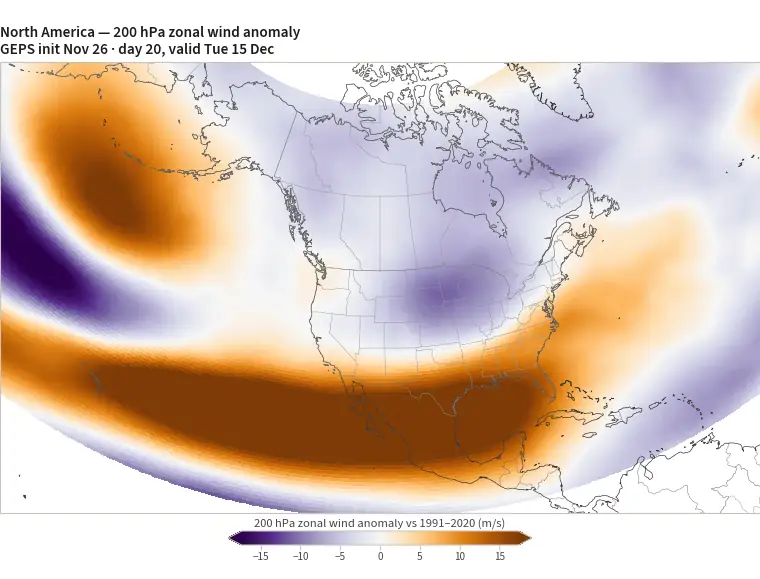 North America — 200 hPa zonal wind anomaly
GEPS init Nov 26 · day 20, valid Tue 15 Dec
200 hPa zonal wind anomaly vs 1991–2020 (m/s)
−15 −10 −5 0 5 10 15